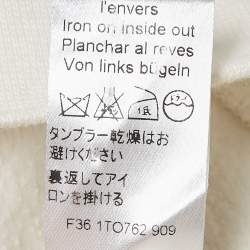 l'envers
Iron on inside out
Planchar al reves
Von links bügeln
タンブラー乾燥はお
避けください
裏返してアイ
ロンを掛ける
F36 1TO762 909